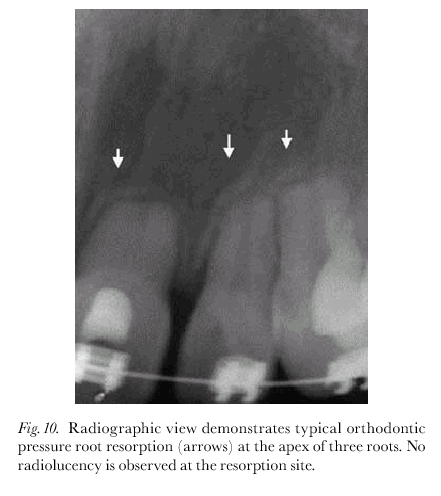 Fig. 10. Radiographic view demonstrates typical orthodontic
pressure root resorption (arrows) at the apex of three roots. No
radiolucency is observed at the resorption site.